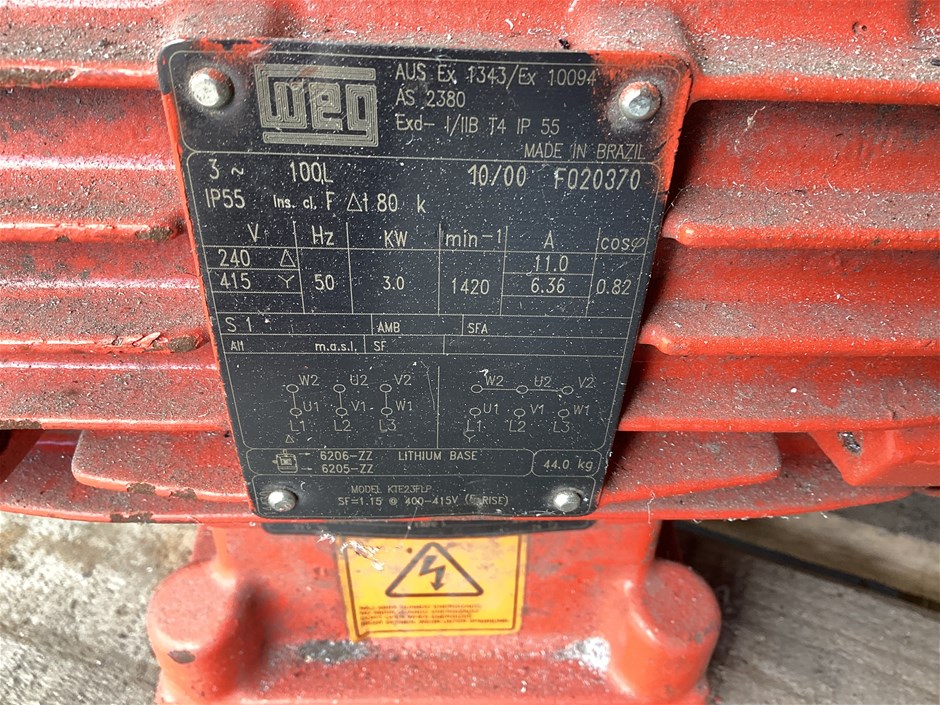 weg
AUS Ex 1343/Ex 10094
AS 2380
Exd- I/IIB T4 IP 55
MADE IN BRAZIL
3 ~ 100L 10/00 F020370
IP55 Ins. cl. F Δt 80 k
V Hz KW min-1 A cosφ
240 Δ 11.0
415 Y 50 3.0 1420 6.36 0.82
S 1 AMB SFA
Alt m.a.s.l. SF
W2 U2 V2 W2 U2 V2
U1 V1 W1 U1 V1 W1
L1 L2 L3 L1 L2 L3
Δ Y
6206-ZZ LITHIUM BASE
6205-ZZ 44.0 kg
MODEL KTE23FLP
SF=1.15 @ 400-415V (F-RISE)